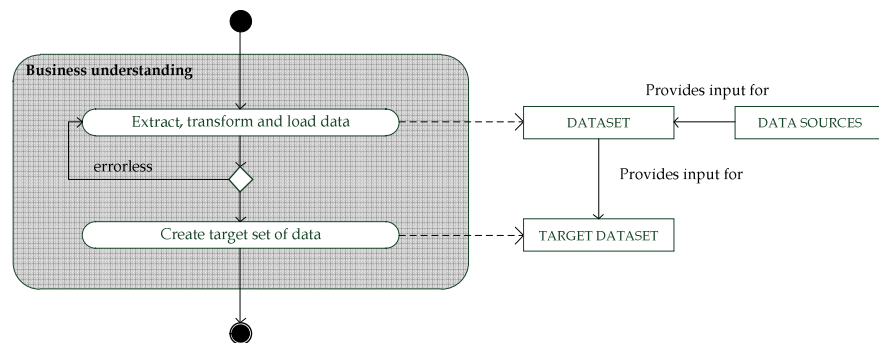 Business understanding
Provides input for
Extract, transform and load data
DATASET
DATA SOURCES
errorless
Provides input for
Create target set of data
TARGET DATASET